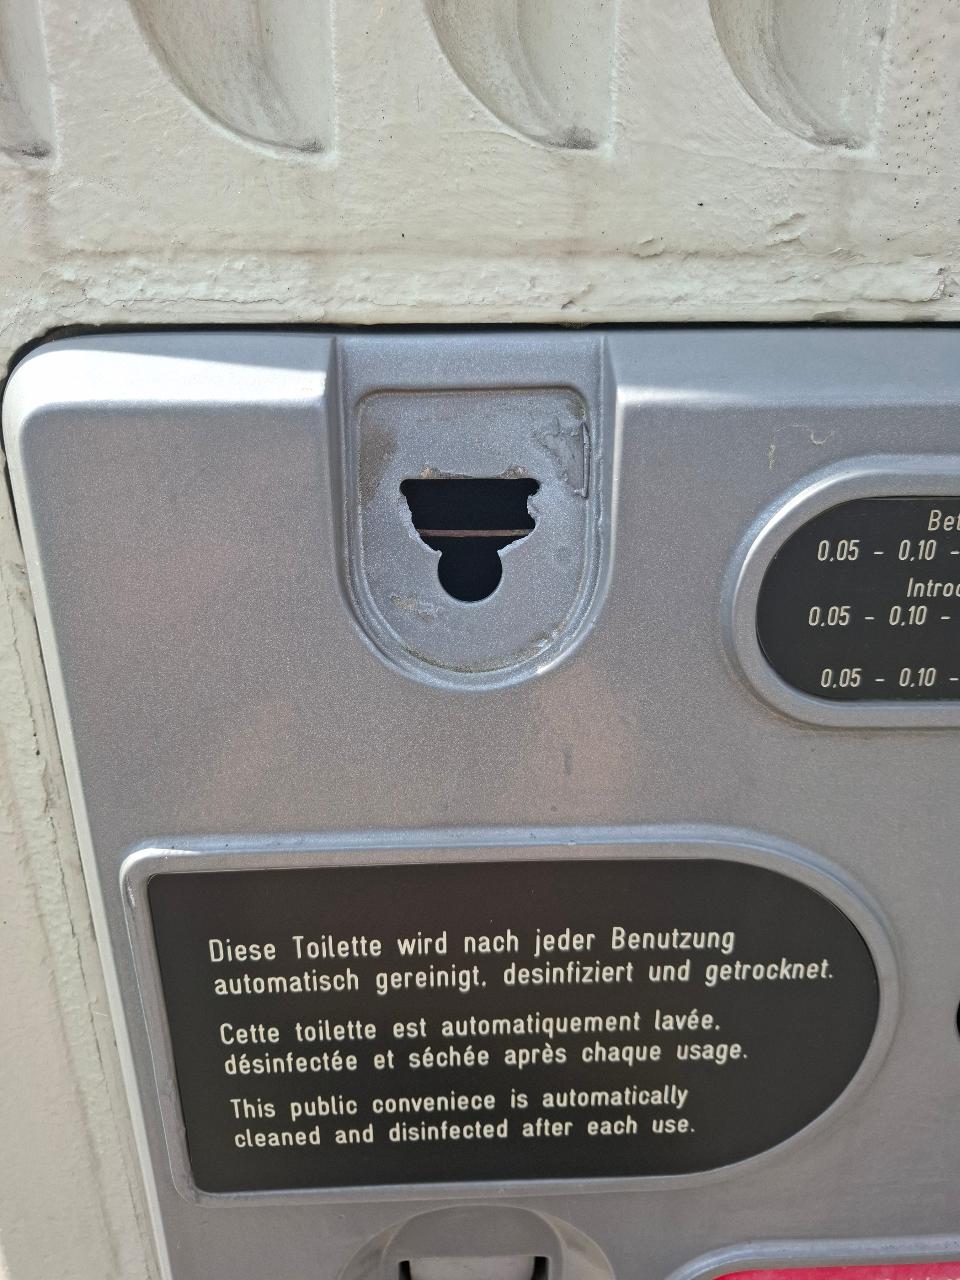 0,05 - 0,10 -
0,05 - 0,10 -
0,05 - 0,10 -
Diese Toilette wird nach jeder Benutzung
automatisch gereinigt, desinfiziert und getrocknet.
Cette toilette est automatiquement lavée,
désinfectée et séchée après chaque usage.
This public conveniece is automatically
cleaned and disinfected after each use.